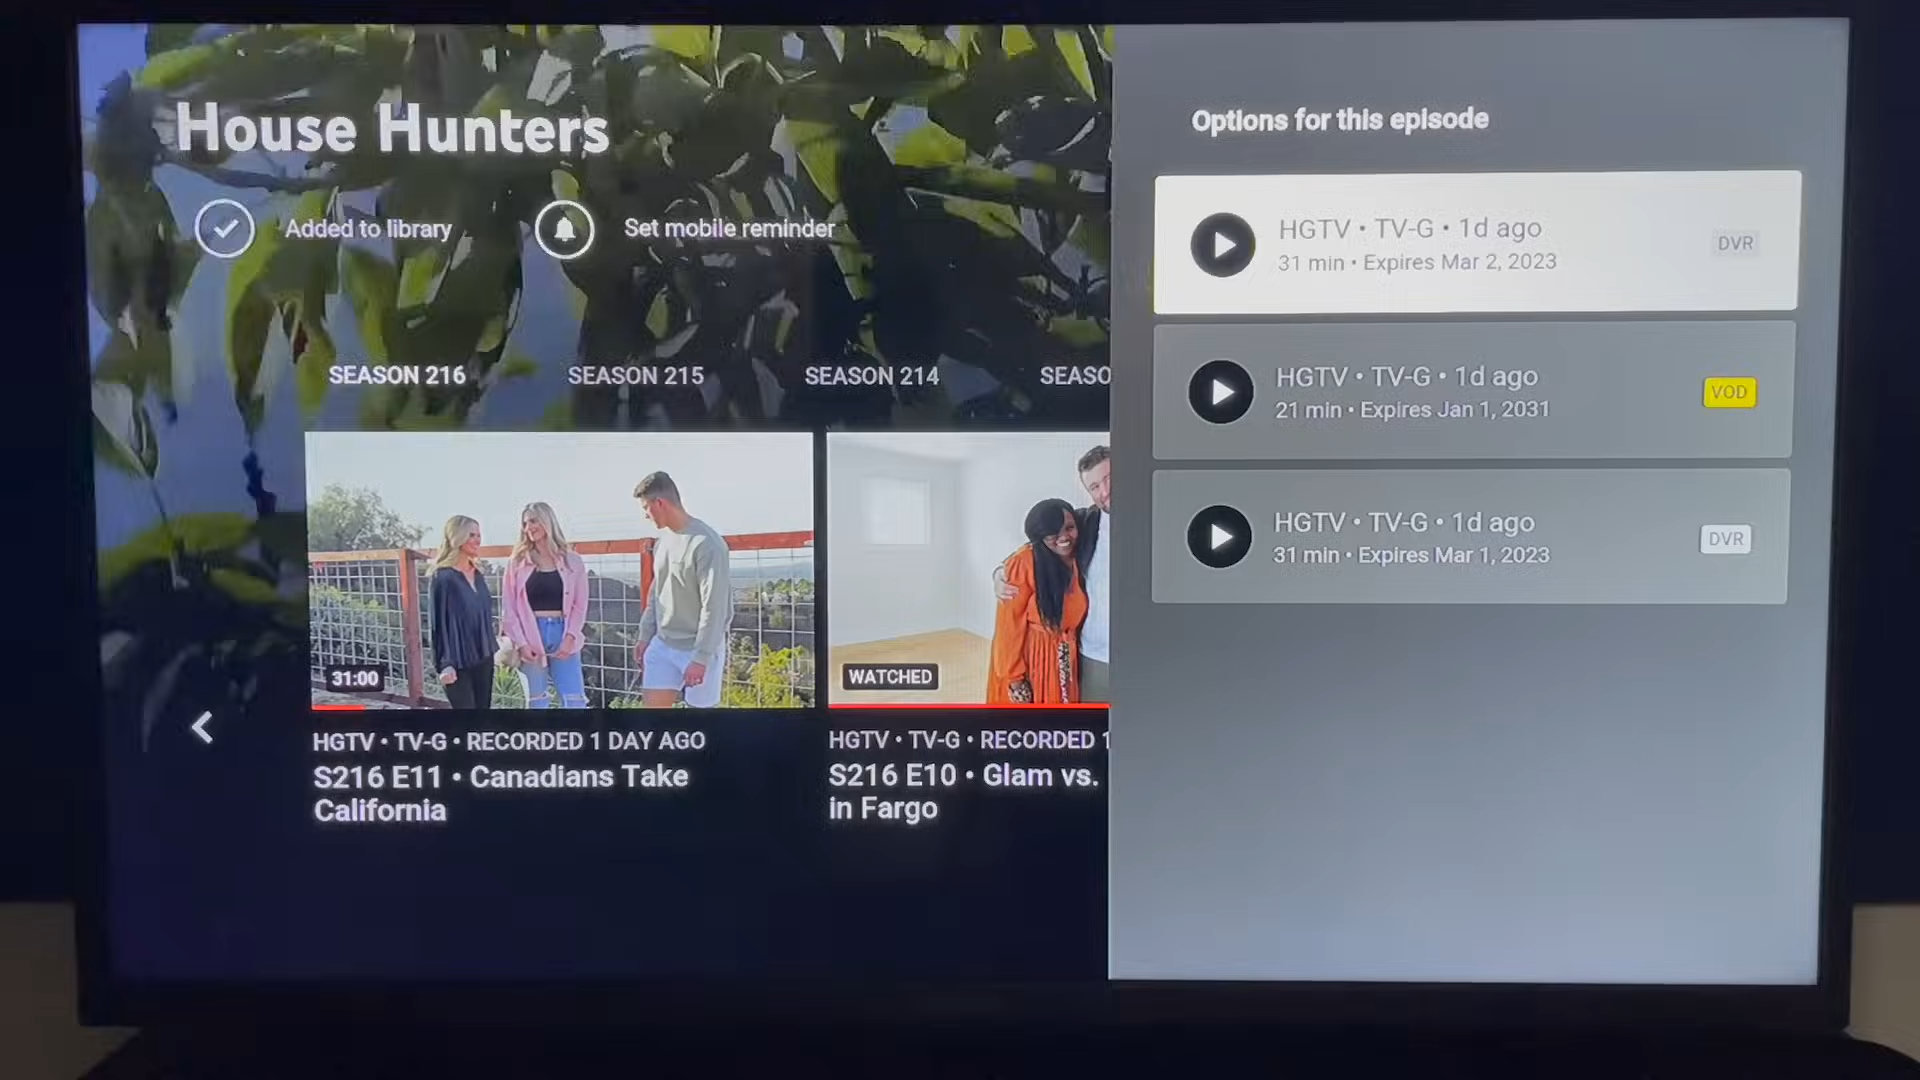 House Hunters
Added to library
Set mobile reminder
SEASON 216
SEASON 215
SEASON 214
SEASO
31:00
HGTV • TV-G • RECORDED 1 DAY AGO
S216 E11 • Canadians Take
California
WATCHED
HGTV • TV-G • RECORDED 1
S216 E10 • Glam vs.
in Fargo
Options for this episode
HGTV • TV-G • 1d ago
31 min • Expires Mar 2, 2023
DVR
HGTV • TV-G • 1d ago
21 min • Expires Jan 1, 2031
VOD
HGTV • TV-G • 1d ago
31 min • Expires Mar 1, 2023
DVR